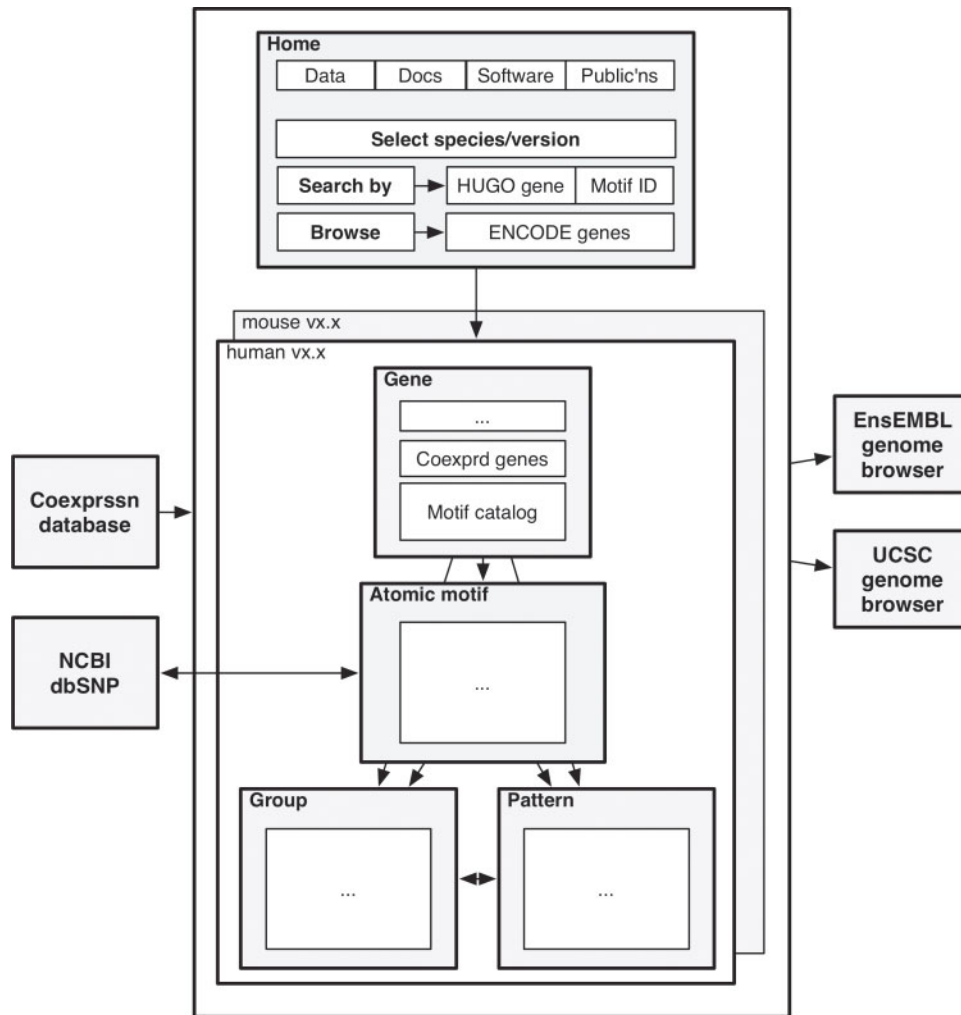 Home
Data Docs Software Public'ns
Select species/version
Search by HUGO gene Motif ID
Browse ENCODE genes
mouse vx.x
human vx.x
Gene
...
Coexprd genes
Motif catalog
Coexprssn
database
EnsEMBL
genome
browser
UCSC
genome
browser
Atomic motif
...
NCBI
dbSNP
Group
...
Pattern
...